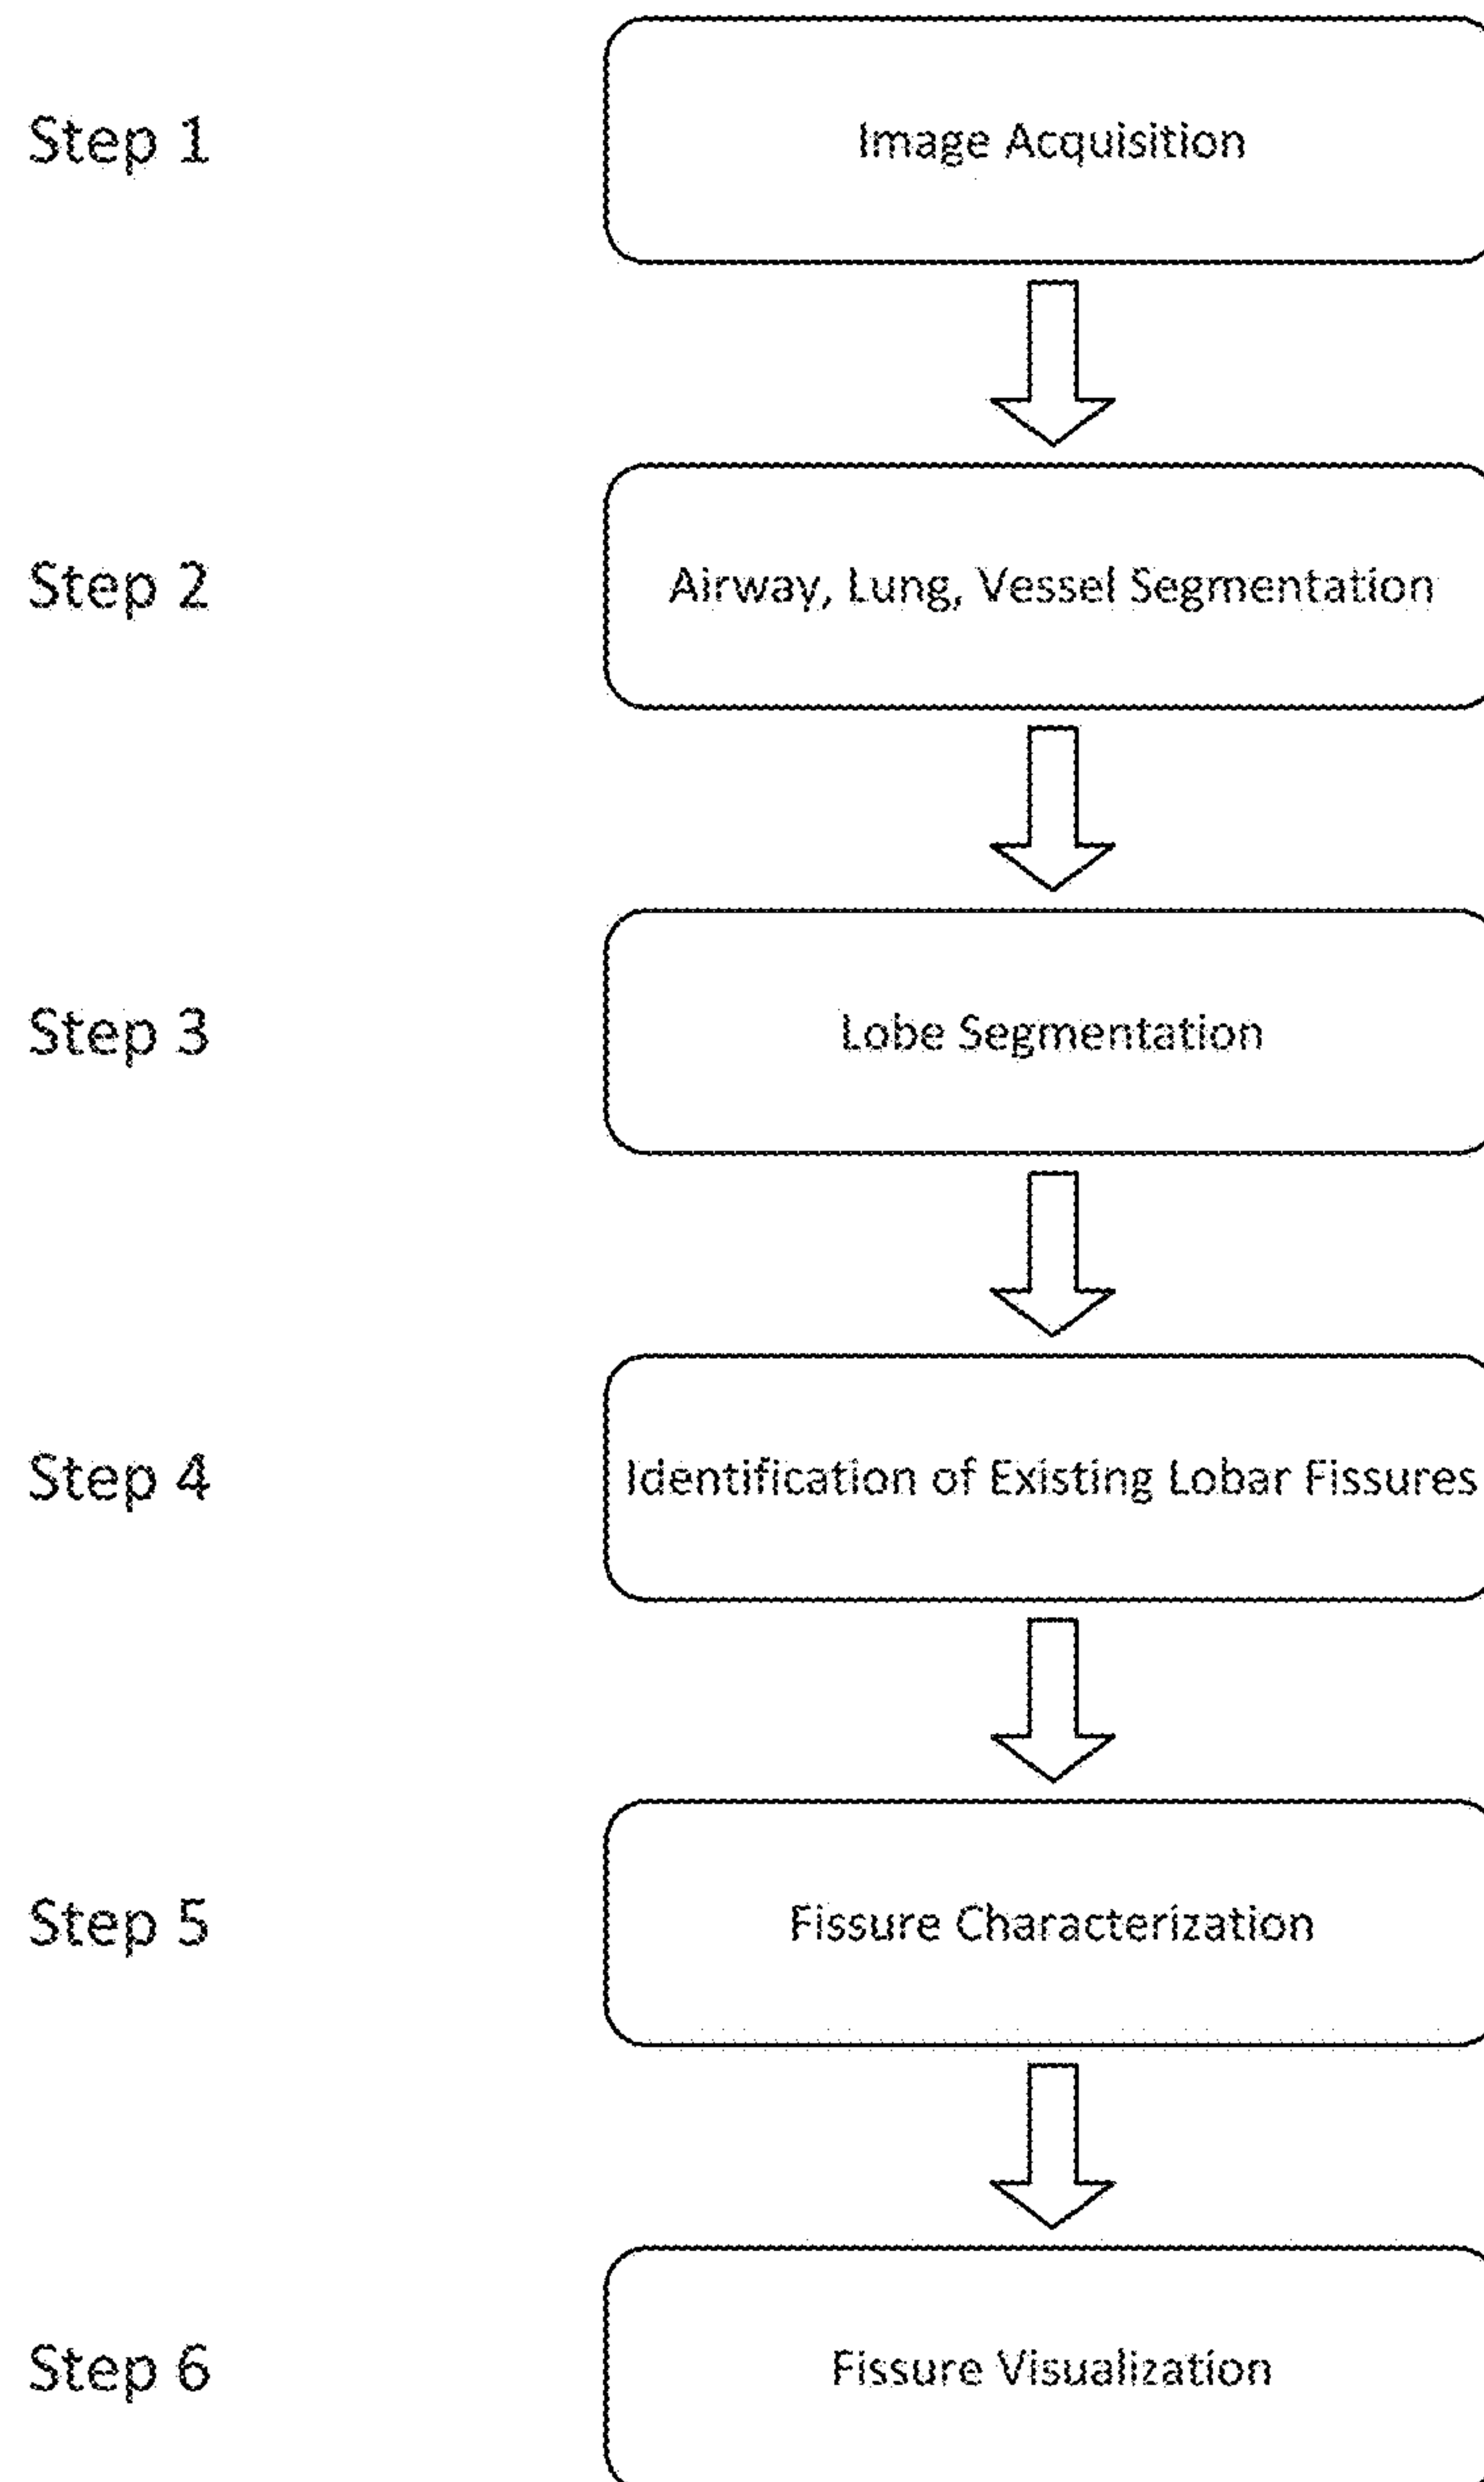 Step 1
Image Acquisition
Step 2
Airway, Lung, Vessel Segmentation
Step 3
Lobe Segmentation
Step 4
Identification of Existing Lobar Fissures
Step 5
Fissure Characterization
Step 6
Fissure Visualization